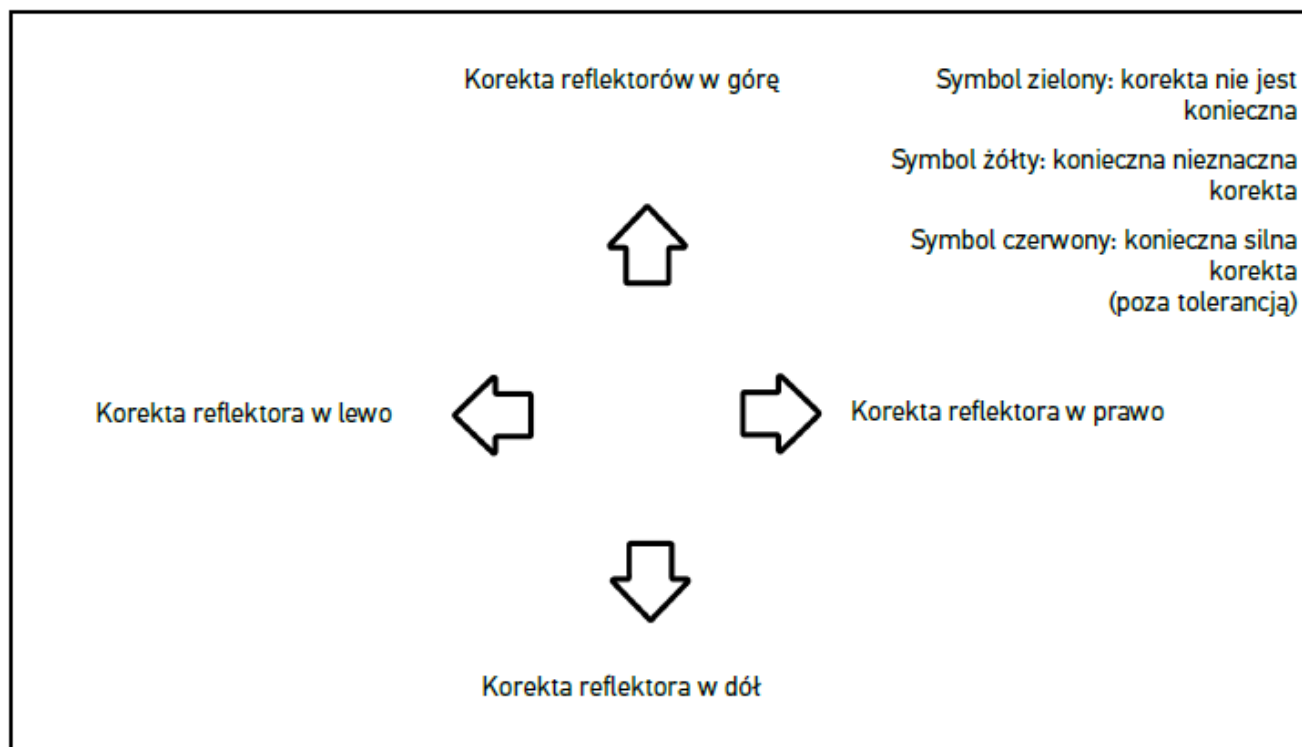 Korekta reflektorów w górę
Symbol zielony: korekta nie jest
konieczna
Symbol żółty: konieczna nieznaczna
korekta
Symbol czerwony: konieczna silna
korekta
(poza tolerancją)
Korekta reflektora w lewo
Korekta reflektora w prawo
Korekta reflektora w dół